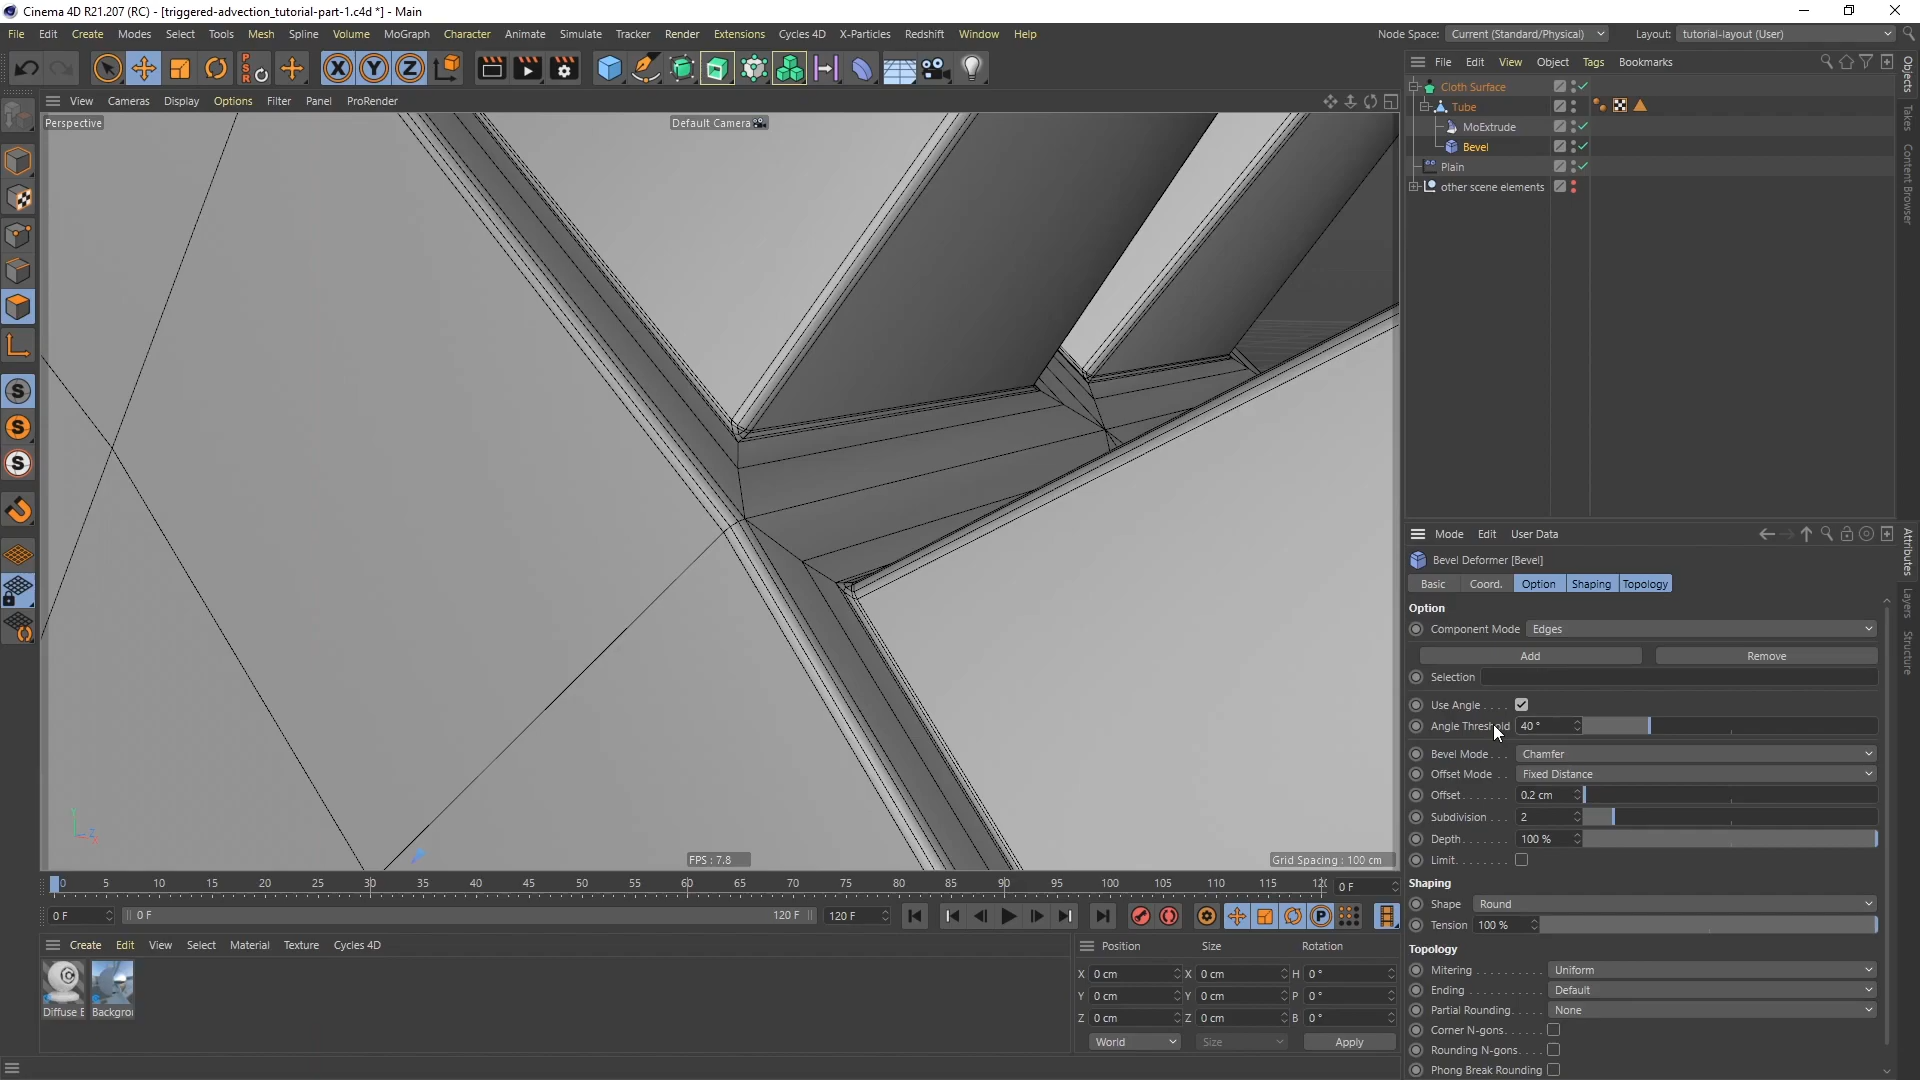 Cinema 4D R21.207 (RC) - [triggered-advection_tutorial-part-1.c4d *] - Main
File Edit Create Modes Select Tools Mesh Spline Volume MoGraph Character Animate Simulate Tracker Render Extensions Cycles 4D X-Particles Redshift Window Help Node Space: Current (Standard/Physical) Layout: tutorial-layout (User)
X Y Z PSR
File Edit View Object Tags Bookmarks
View Cameras Display Options Filter Panel ProRender
Perspective
Default Camera
Cloth Surface
Tube
MoExtrude
Bevel
Plain
other scene elements
Objects
Takes
Content Browser
Mode Edit User Data
Bevel Deformer [Bevel]
Basic Coord. Option Shaping Topology
Option
Component Mode Edges
Add Remove
Selection
Use Angle . . . .
Angle Threshold 40 °
Bevel Mode . . . Chamfer
Offset Mode . . Fixed Distance
Offset . . . . . . . 0.2 cm
Subdivision . . . 2
Depth . . . . . . . 100 %
Limit . . . . . . .
Shaping
Shape Round
Tension 100 %
Topology
Mitering . . . . . . . . . . Uniform
Ending . . . . . . . . . . . Default
Partial Rounding . . . . . None
Corner N-gons . . . . . .
Rounding N-gons . . . .
Phong Break Rounding
Attributes
Layers
Structure
FPS : 7.8
Grid Spacing : 100 cm
0 5 10 15 20 25 30 35 40 45 50 55 60 65 70 75 80 85 90 95 100 105 110 115 0 F
0 F 0 F 120 F 120 F
Create Edit View Select Material Texture Cycles 4D
Diffuse E Backgrou
Position Size Rotation
X 0 cm X 0 cm H 0 °
Y 0 cm Y 0 cm P 0 °
Z 0 cm Z 0 cm B 0 °
World Size Apply